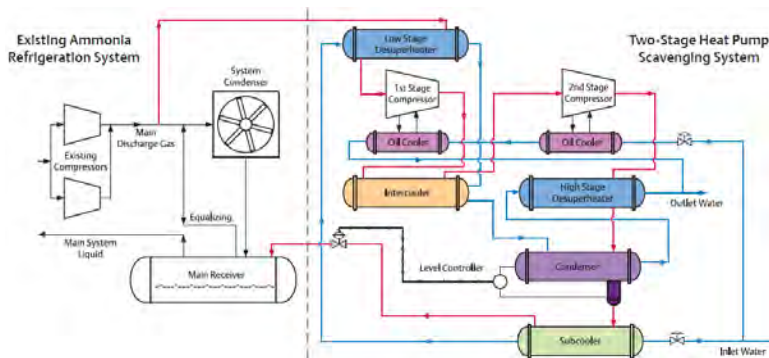 Existing Ammonia
Refrigeration System
System
Condenser
Existing
Compressors
Main
Discharge Gas
Equalizing
Main System
Liquid
Main Receiver
Two-Stage Heat Pump
Scavenging System
Low Stage
Desuperheater
1st Stage
Compressor
2nd Stage
Compressor
Oil Cooler
Oil Cooler
Intercooler
High Stage
Desuperheater
Outlet Water
Level Controller
Condenser
Subcooler
Inlet Water